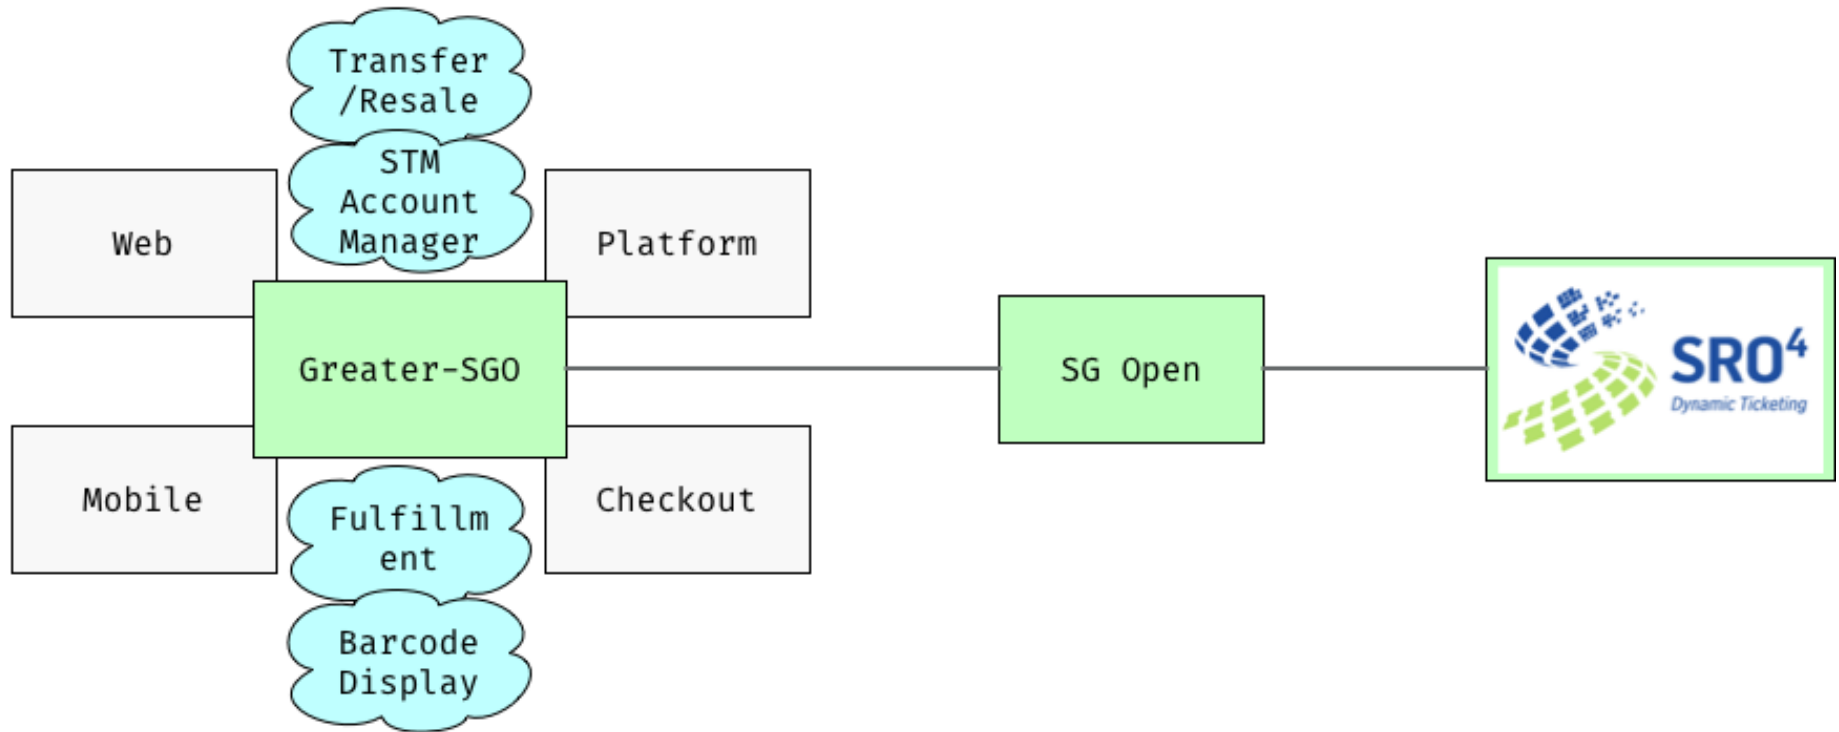 Transfer
/Resale
STM
Account
Manager
Web
Platform
Greater-SGO
SG Open
SRO4
Dynamic Ticketing
Mobile
Fulfillm
ent
Checkout
Barcode
Display